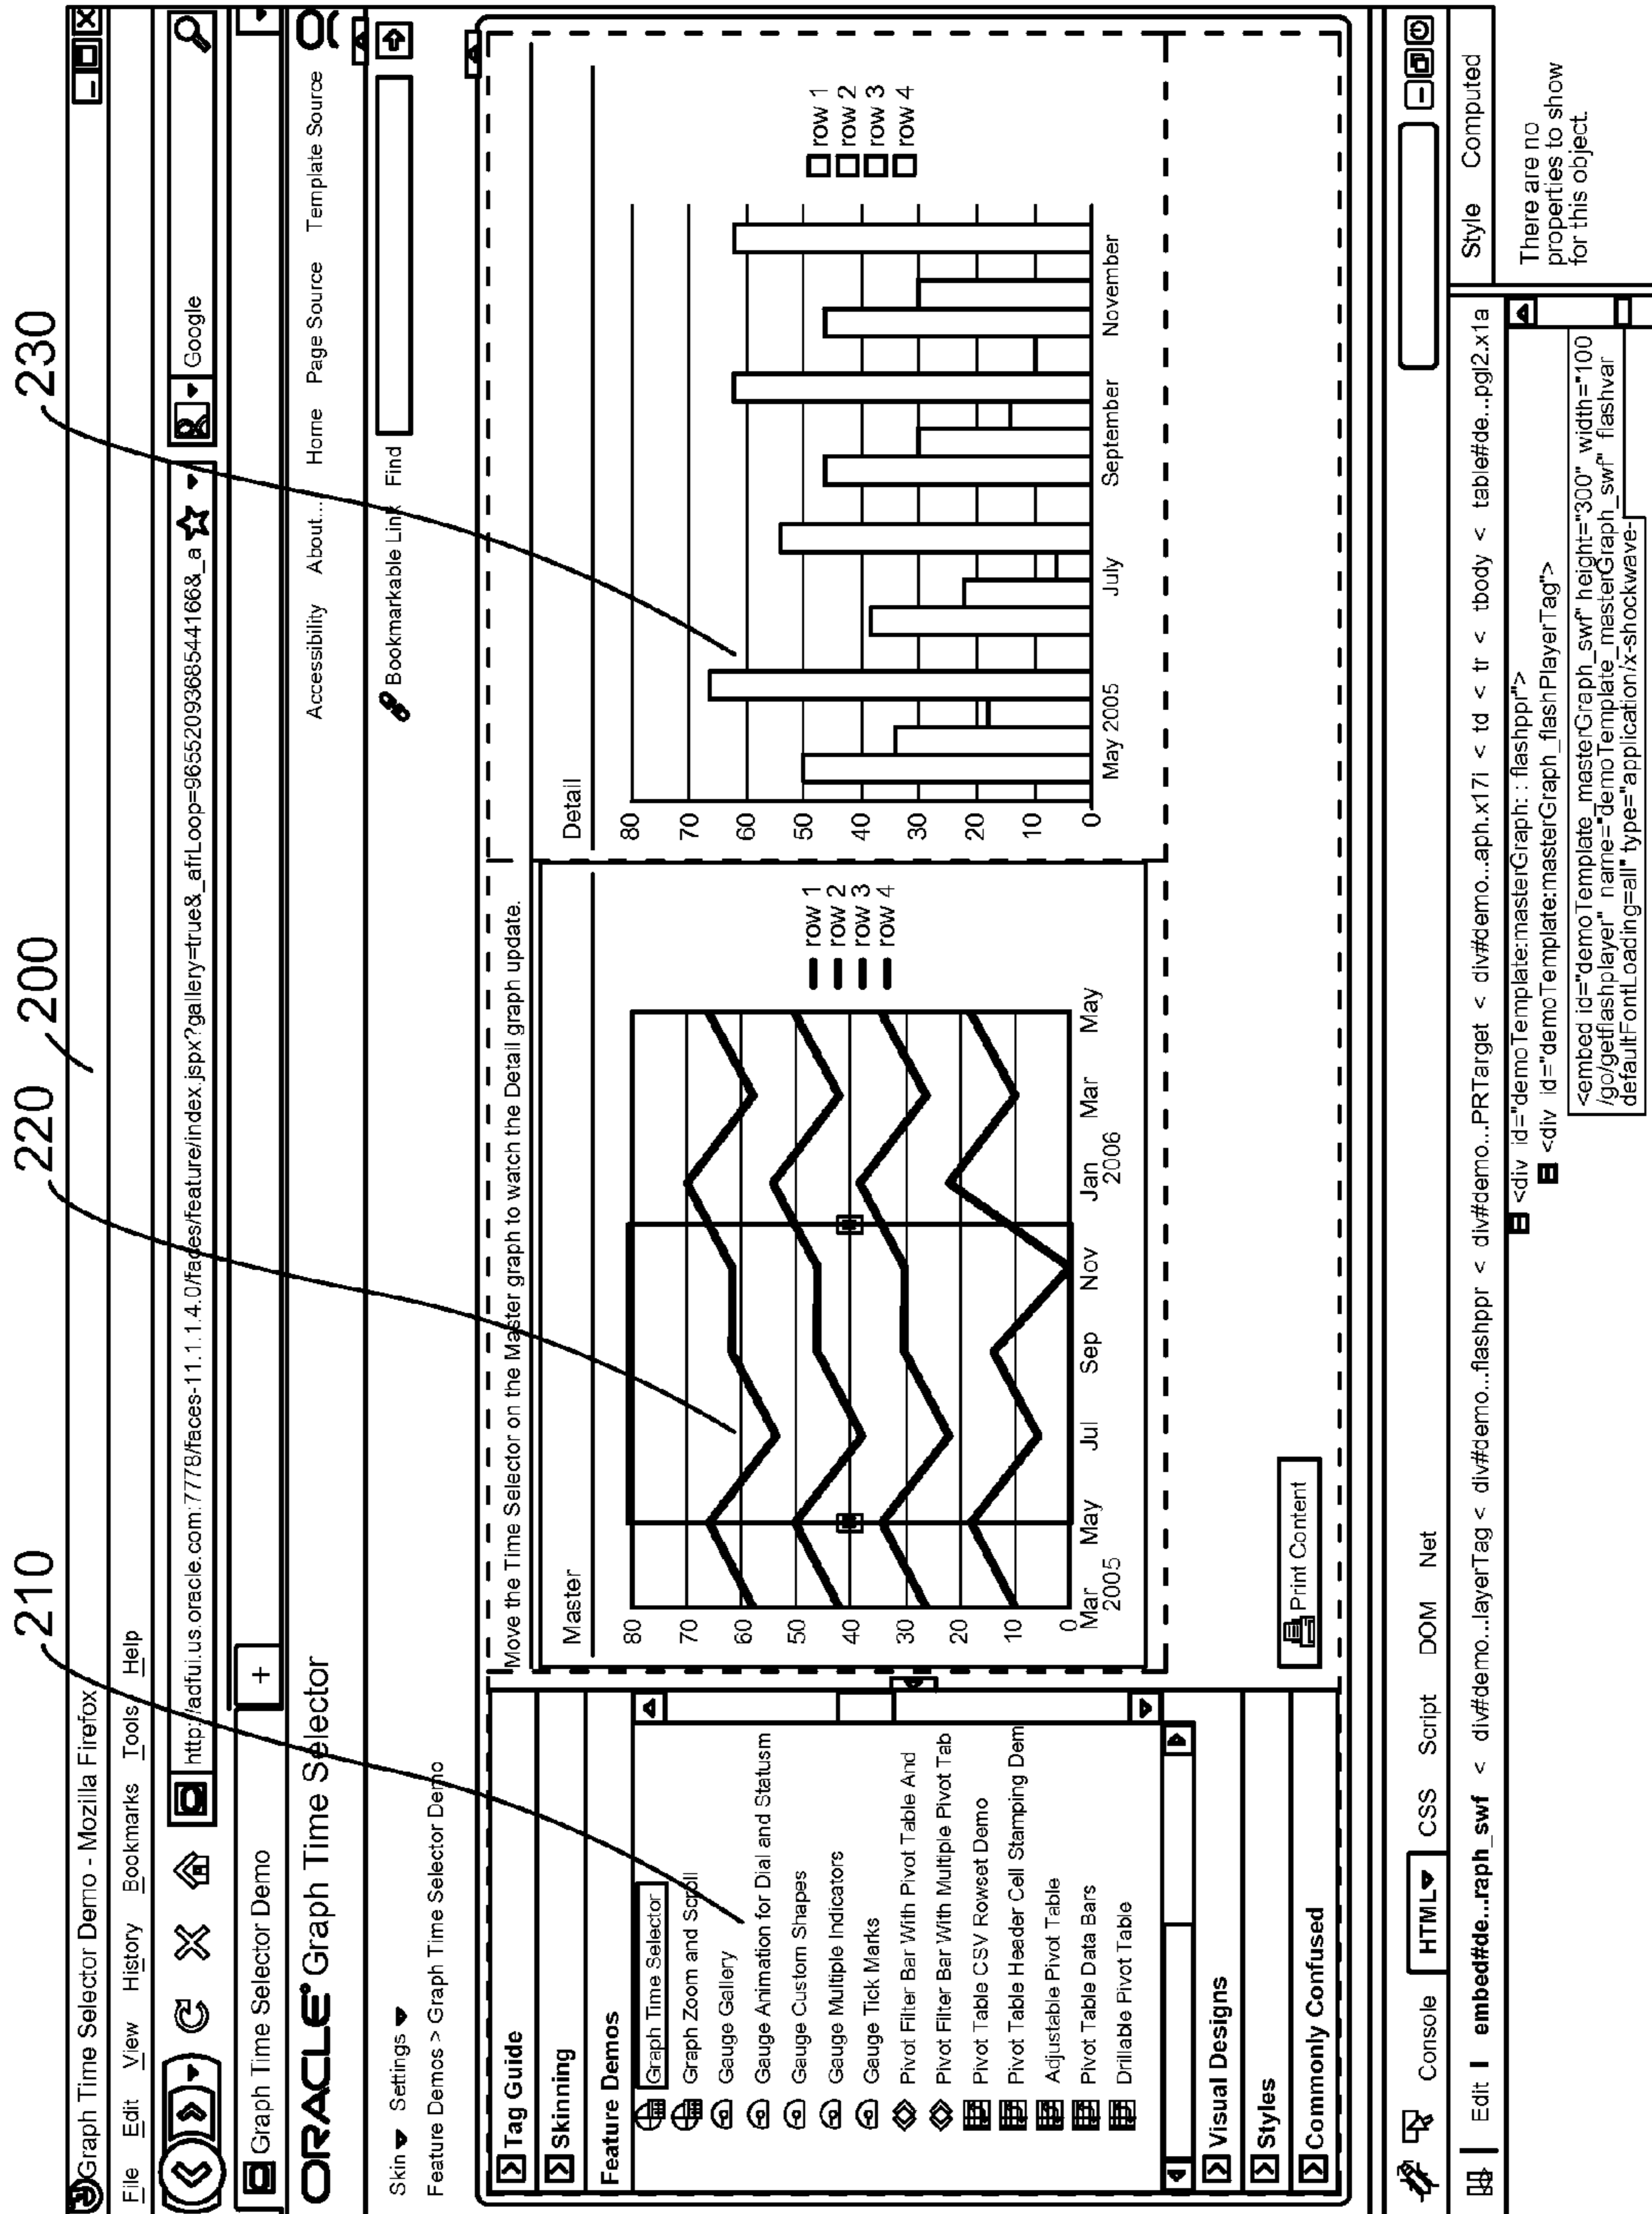 210
220
200
230
Graph Time Selector Demo - Mozilla Firefox
File Edit View History Bookmarks Tools Help
http://adfui.us.oracle.com:7778/faces-11.1.1.4.0/faces/feature/index.jspx?gallery=true&_afrLoop=965520936854416&_a
Google
Graph Time Selector Demo
+
ORACLE® Graph Time Selector
Accessibility About... Home Page Source Template Source
Skin Settings
Bookmarkable Link Find
Feature Demos > Graph Time Selector Demo
Tag Guide
Skinning
Feature Demos
Graph Time Selector
Graph Zoom and Scroll
Gauge Gallery
Gauge Animation for Dial and Statusm
Gauge Custom Shapes
Gauge Multiple Indicators
Gauge Tick Marks
Pivot Filter Bar With Pivot Table And
Pivot Filter Bar With Multiple Pivot Tab
Pivot Table CSV Rowset Demo
Pivot Table Header Cell Stamping Dem
Adjustable Pivot Table
Pivot Table Data Bars
Drillable Pivot Table
Visual Designs
Styles
Commonly Confused
Move the Time Selector on the Master graph to watch the Detail graph update.
Master
80
70
60
50
40
30
20
10
0
Mar May Jul Sep Nov Jan Mar May
2005 2006
row 1
row 2
row 3
row 4
Detail
80
70
60
50
40
30
20
10
0
May 2005 July September November
row 1
row 2
row 3
row 4
Print Content
Console HTML CSS Script DOM Net
Edit embed#de...raph_swf < div#demo...layerTag < div#demo...flashppr < div#demo...PRTarget < div#demo...aph.x17i < td < tr < tbody < table#de...pgl2.x1a
Style Computed
<div id="demoTemplate:masterGraph: : flashppr">
<div id="demoTemplate:masterGraph_flashPlayerTag">
<embed id="demoTemplate_masterGraph_swf" height="300" width="100
/go/getflashplayer" name="demoTemplate_masterGraph_swf" flashvar
defaultFontLoading=all" type="application/x-shockwave-
There are no
properties to show
for this object.